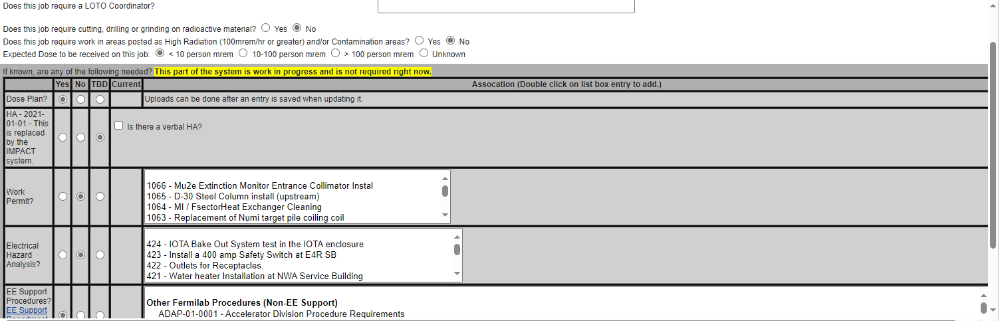 Does this job require a LOTO Coordinator?
Does this job require cutting, drilling or grinding on radioactive material? Yes No
Does this job require work in areas posted as High Radiation (100mrem/hr or greater) and/or Contamination areas? Yes No
Expected Dose to be received on this job: < 10 person mrem 10-100 person mrem > 100 person mrem Unknown
If known, are any of the following needed? This part of the system is work in progress and is not required right now.
Yes No TBD Current Assocation (Double click on list box entry to add.)
Dose Plan? Uploads can be done after an entry is saved when updating it.
HA - 2021-
01-01 - This
is replaced
by the
IMPACT
system.
Is there a verbal HA?
Work
Permit?
1066 - Mu2e Extinction Monitor Entrance Collimator Instal
1065 - D-30 Steel Column install (upstream)
1064 - MI / FsectorHeat Exchanger Cleaning
1063 - Replacement of Numi target pile coiling coil
Electrical
Hazard
Analysis?
424 - IOTA Bake Out System test in the IOTA enclosure
423 - Install a 400 amp Safety Switch at E4R SB
422 - Outlets for Receptacles.
421 - Water heater Installation at NWA Service Building
EE Support
Procedures?
EE Support
Other Fermilab Procedures (Non-EE Support)
ADAP-01-0001 - Accelerator Division Procedure Requirements